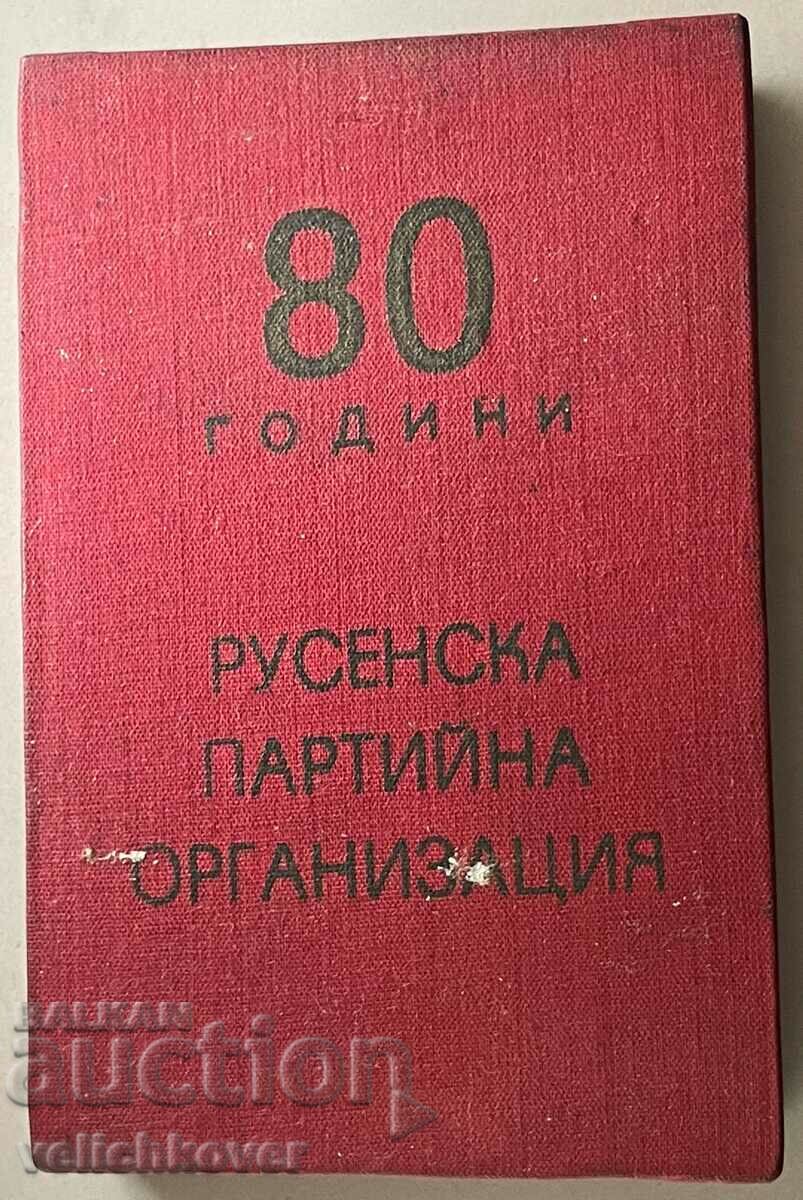 80
ГОДИНИ
РУСЕНСКА
ПАРТИЙНА
ОРГАНИЗАЦИЯ
BALKAN
auction
velichkover